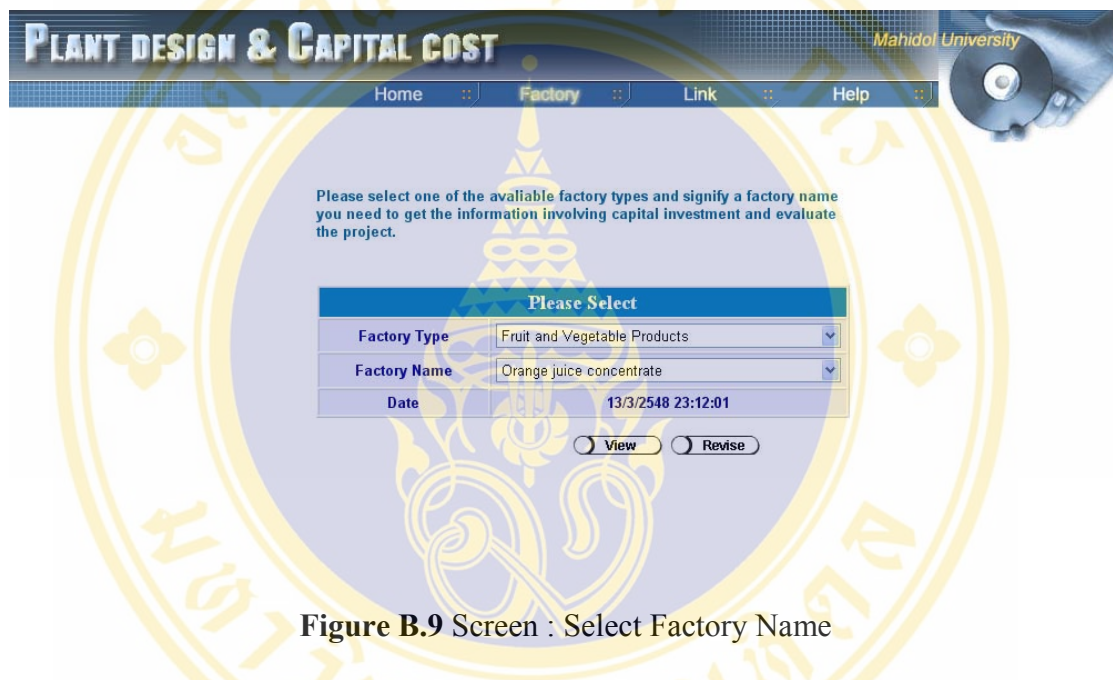 PLANT DESIGN & CAPITAL COST
Mahidol University
Home :: Factory :: Link :: Help ::
Please select one of the avaliable factory types and signify a factory name
you need to get the information involving capital investment and evaluate
the project.
Please Select
Factory Type Fruit and Vegetable Products
Factory Name Orange juice concentrate
Date 13/3/2548 23:12:01
View Revise
Figure B.9 Screen : Select Factory Name